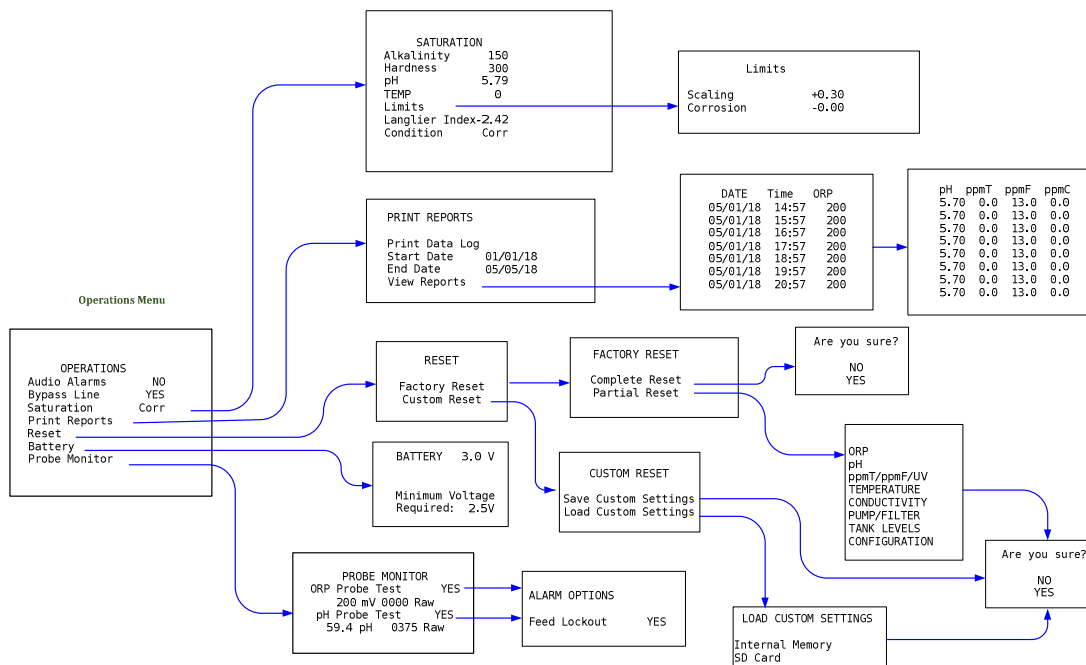 Operations Menu
OPERATIONS
Audio Alarms NO
Bypass Line YES
Saturation Corr
Print Reports
Reset
Battery
Probe Monitor
SATURATION
Alkalinity 150
Hardness 300
pH 5.79
TEMP 0
Limits
Langlier Index-2.42
Condition Corr
Limits
Scaling +0.30
Corrosion -0.00
PRINT REPORTS
Print Data Log
Start Date 01/01/18
End Date 05/05/18
View Reports
DATE Time ORP
05/01/18 14:57 200
05/01/18 15:57 200
05/01/18 16:57 200
05/01/18 17:57 200
05/01/18 18:57 200
05/01/18 19:57 200
05/01/18 20:57 200
pH ppmT ppmF ppmC
5.70 0.0 13.0 0.0
5.70 0.0 13.0 0.0
5.70 0.0 13.0 0.0
5.70 0.0 13.0 0.0
5.70 0.0 13.0 0.0
5.70 0.0 13.0 0.0
5.70 0.0 13.0 0.0
5.70 0.0 13.0 0.0
RESET
Factory Reset
Custom Reset
FACTORY RESET
Complete Reset
Partial Reset
Are you sure?
NO
YES
BATTERY 3.0 V
Minimum Voltage
Required: 2.5V
CUSTOM RESET
Save Custom Settings
Load Custom Settings
ORP
pH
ppmT/ppmF/UV
TEMPERATURE
CONDUCTIVITY
PUMP/FILTER
TANK LEVELS
CONFIGURATION
Are you sure?
NO
YES
PROBE MONITOR
ORP Probe Test YES
200 mV 0000 Raw
pH Probe Test YES
59.4 pH 0375 Raw
ALARM OPTIONS
Feed Lockout YES
LOAD CUSTOM SETTINGS
Internal Memory
SD Card